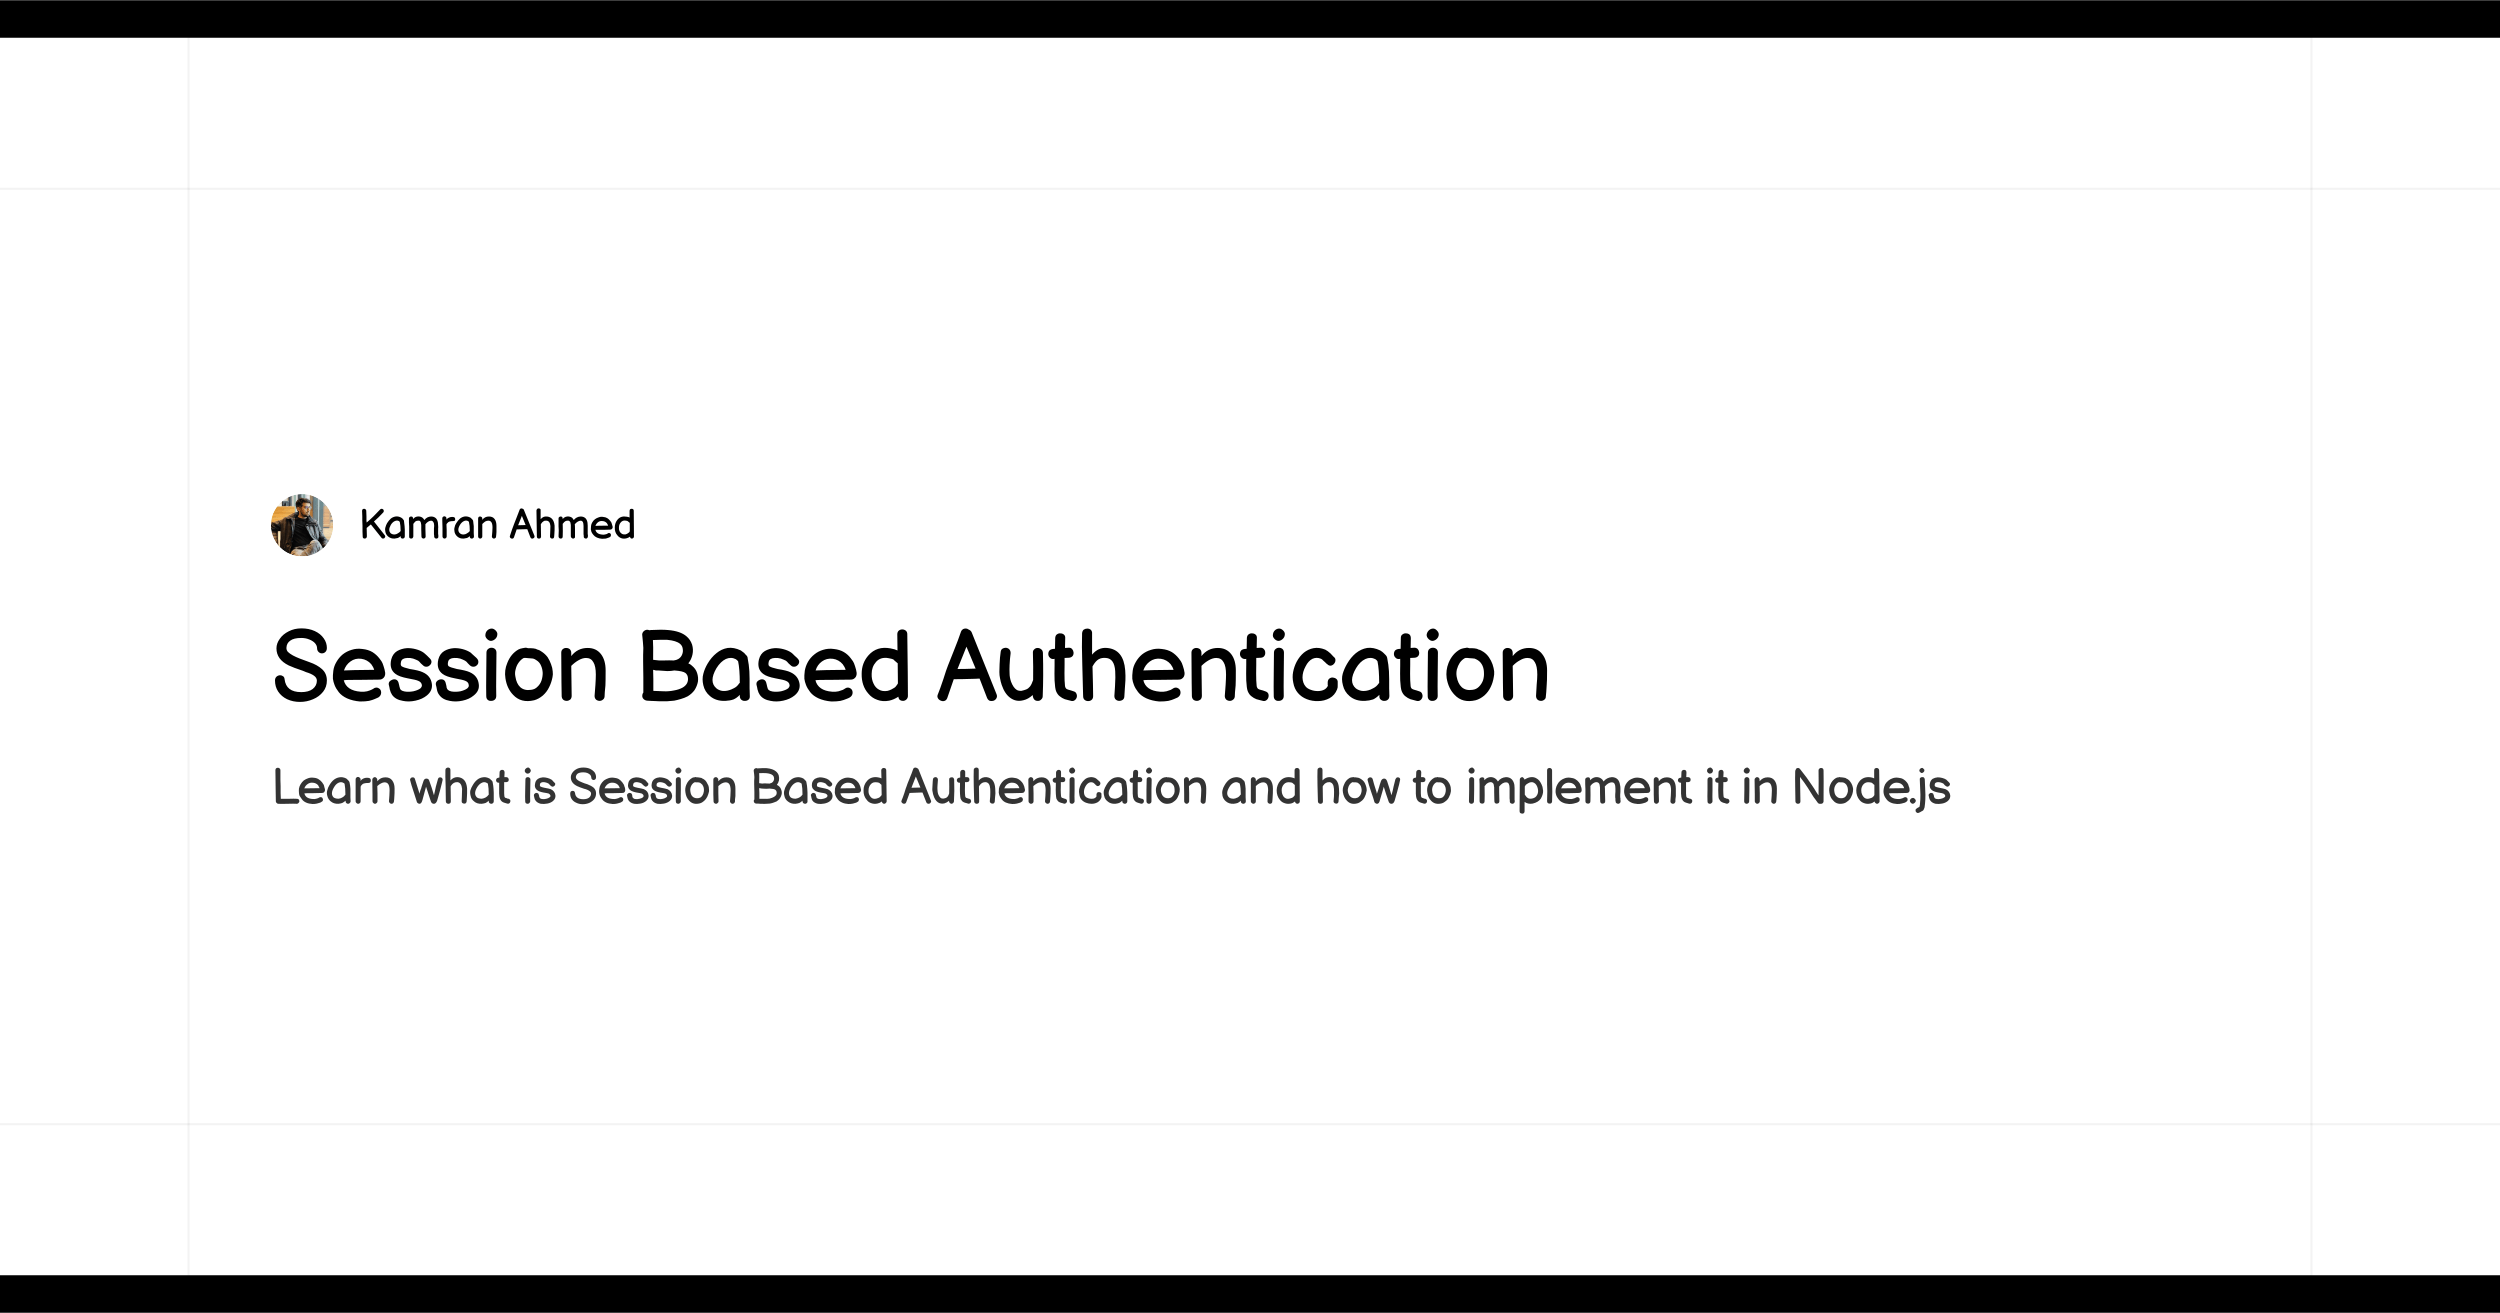 Kamran Ahmed
Session Based Authentication
Learn what is Session Based Authentication and how to implement it in Node.js